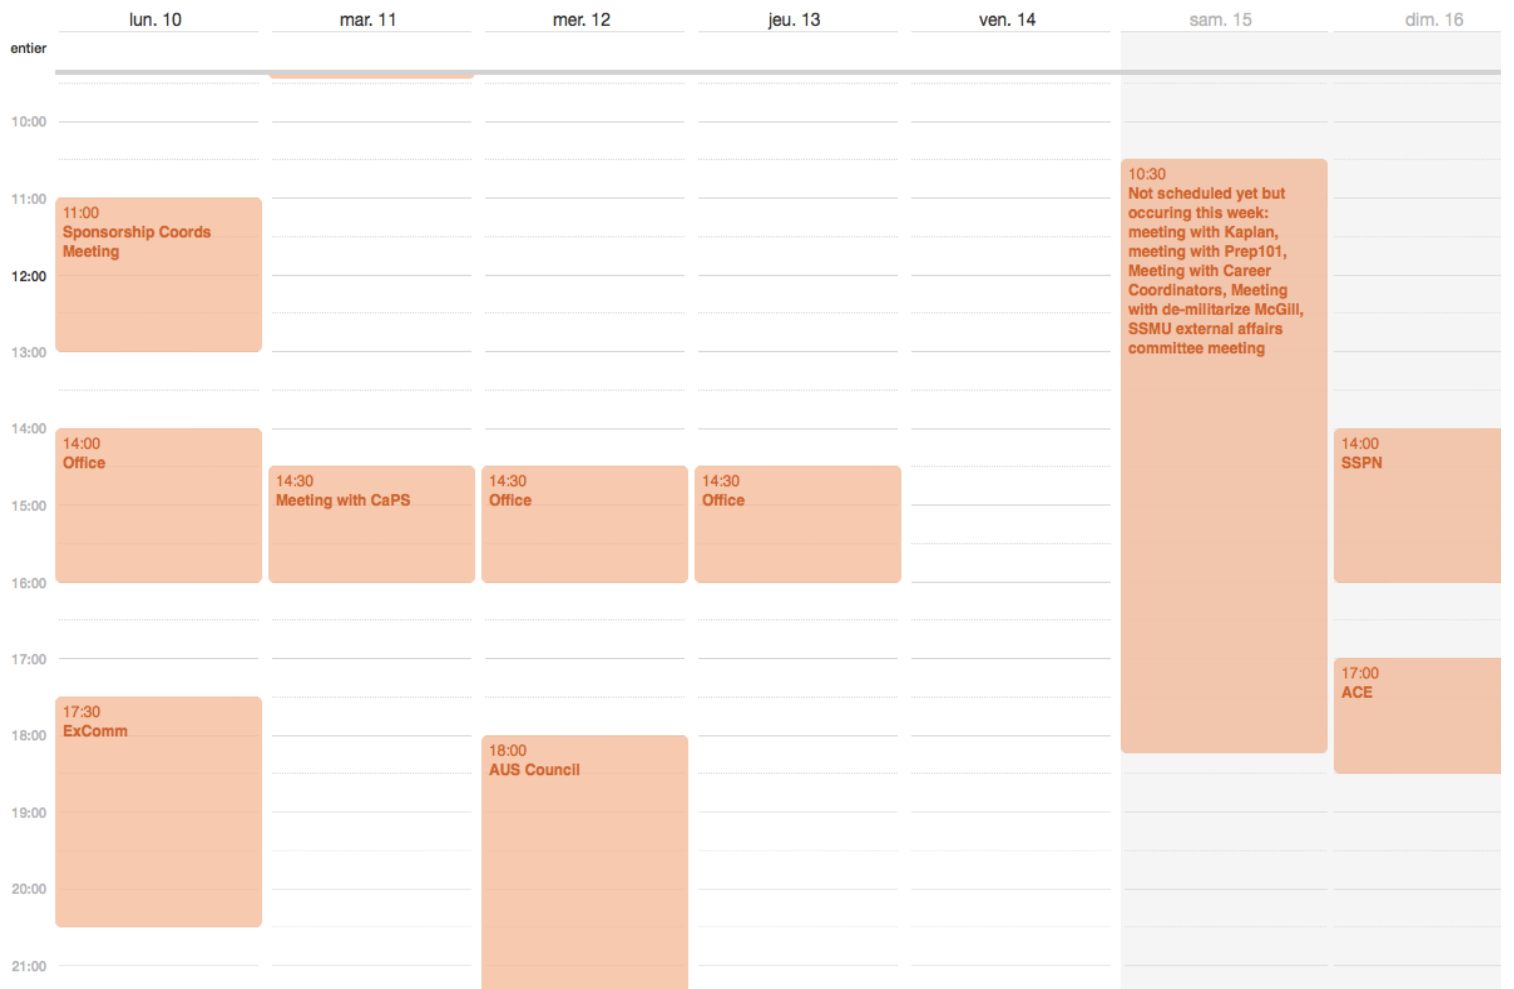 lun. 10
mar. 11
mer. 12
jeu. 13
ven. 14
sam. 15
dim. 16
entier
10:00
11:00
12:00
13:00
14:00
15:00
16:00
17:00
18:00
19:00
20:00
21:00
11:00
Sponsorship Coords
Meeting
14:00
Office
17:30
ExComm
14:30
Meeting with CaPS
14:30
Office
18:00
AUS Council
14:30
Office
10:30
Not scheduled yet but
occuring this week:
meeting with Kaplan,
meeting with Prep101,
Meeting with Career
Coordinators, Meeting
with de-militarize McGill,
SSMU external affairs
committee meeting
14:00
SSPN
17:00
ACE